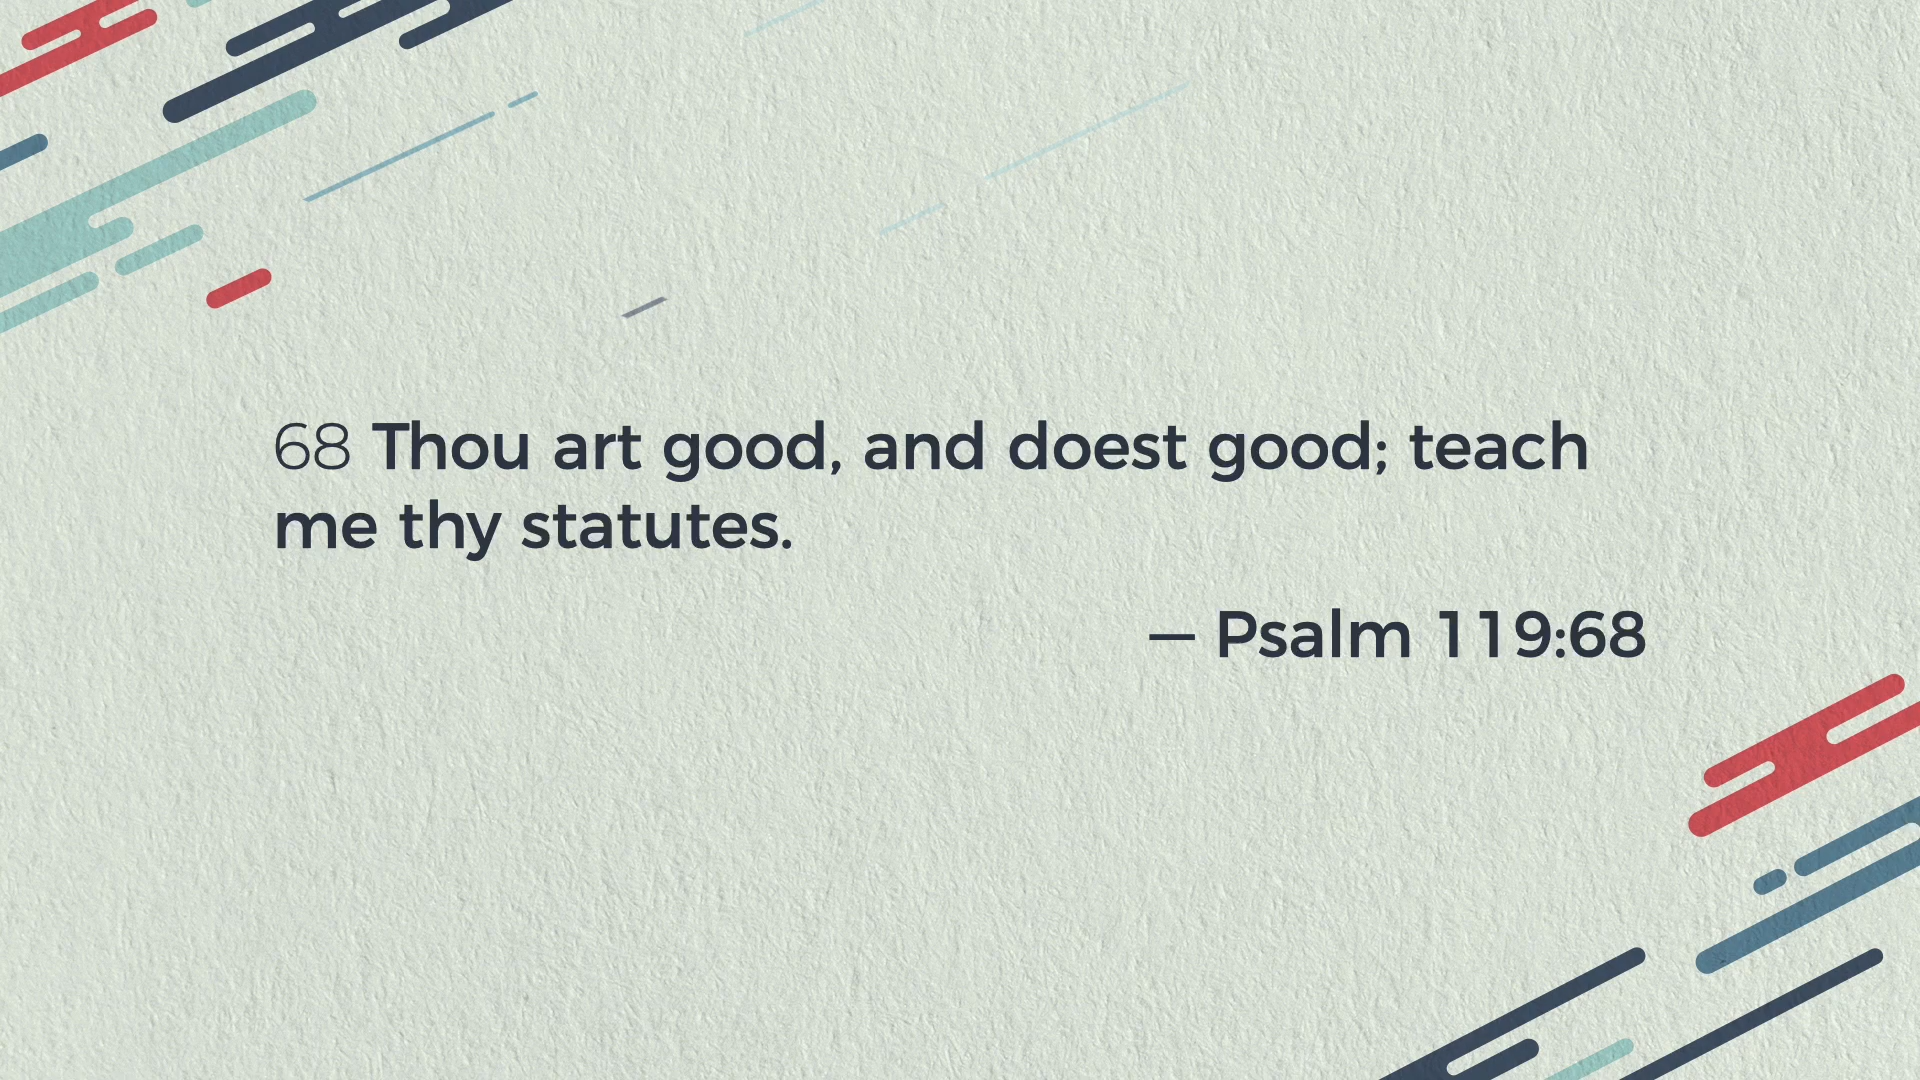 68 Thou art good, and doest good; teach
me thy statutes.
— Psalm 119:68